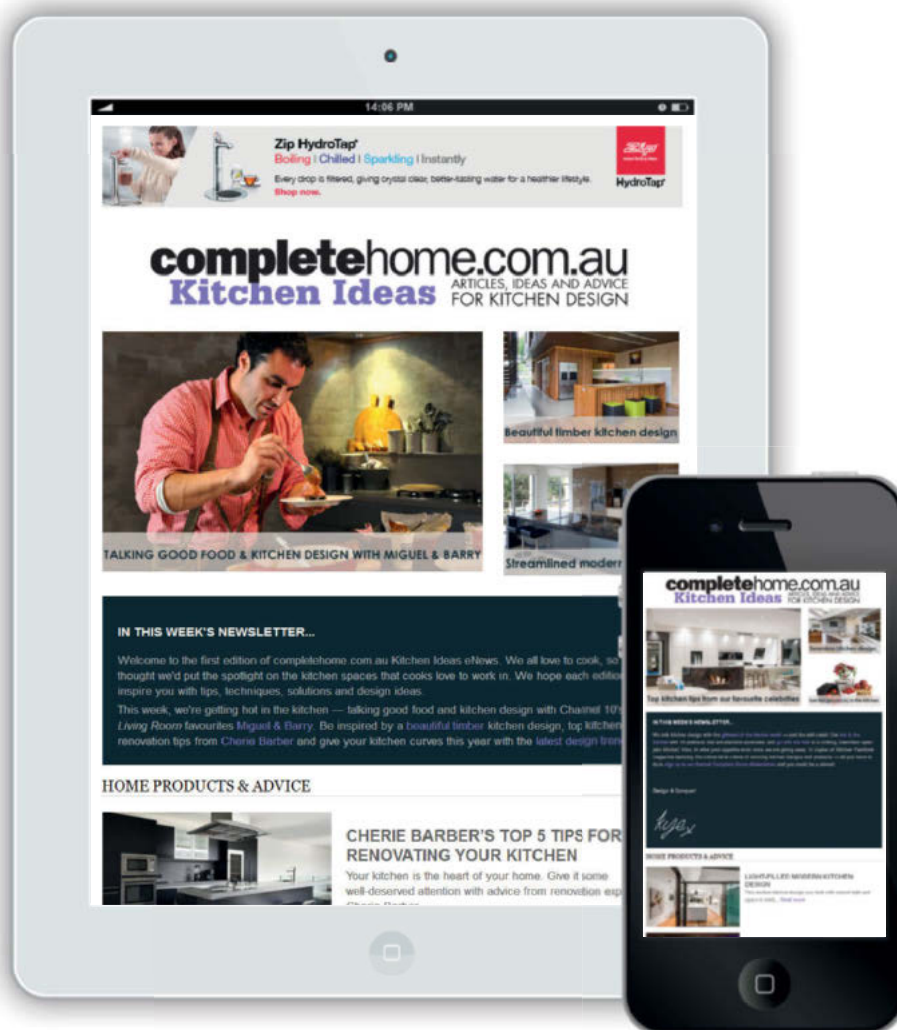 14:06 PM
Zip HydroTap
Boiling | Chilled | Sparkling | Instantly
Every drop is filtered, giving crystal clear, better-tasting water for a healthier lifestyle.
Shop now.
HydroTap
completehome.com.au
Kitchen Ideas
ARTICLES, IDEAS AND ADVICE
FOR KITCHEN DESIGN
TALKING GOOD FOOD & KITCHEN DESIGN WITH MIGUEL & BARRY
Beautiful timber kitchen design
Streamlined modern
IN THIS WEEK'S NEWSLETTER...
Welcome to the first edition of completehome.com.au Kitchen Ideas eNews. We all love to cook, so
thought we'd put the spotlight on the kitchen spaces that cooks love to work in. We hope each edition
inspire you with tips, techniques, solutions and design ideas.
This week, we're getting hot in the kitchen — talking good food and kitchen design with Channel 10's
Living Room favourites Miguel & Barry. Be inspired by a beautiful timber kitchen design, top kitchen
renovation tips from Cherie Barber and give your kitchen curves this year with the latest design
HOME PRODUCTS & ADVICE
CHERIE BARBER'S TOP 5 TIPS FOR
RENOVATING YOUR KITCHEN
Your kitchen is the heart of your home. Give it some
well-deserved attention with advice from renovation
Cherie Barber
completehome.com.au
Kitchen Ideas
ARTICLES, IDEAS AND ADVICE
FOR KITCHEN DESIGN
Top kitchen tips from our favourite celebrities
IN THIS WEEK'S NEWSLETTER...
HOME PRODUCTS & ADVICE
LIGHT-FILLED MODERN KITCHEN
DESIGN
Read more